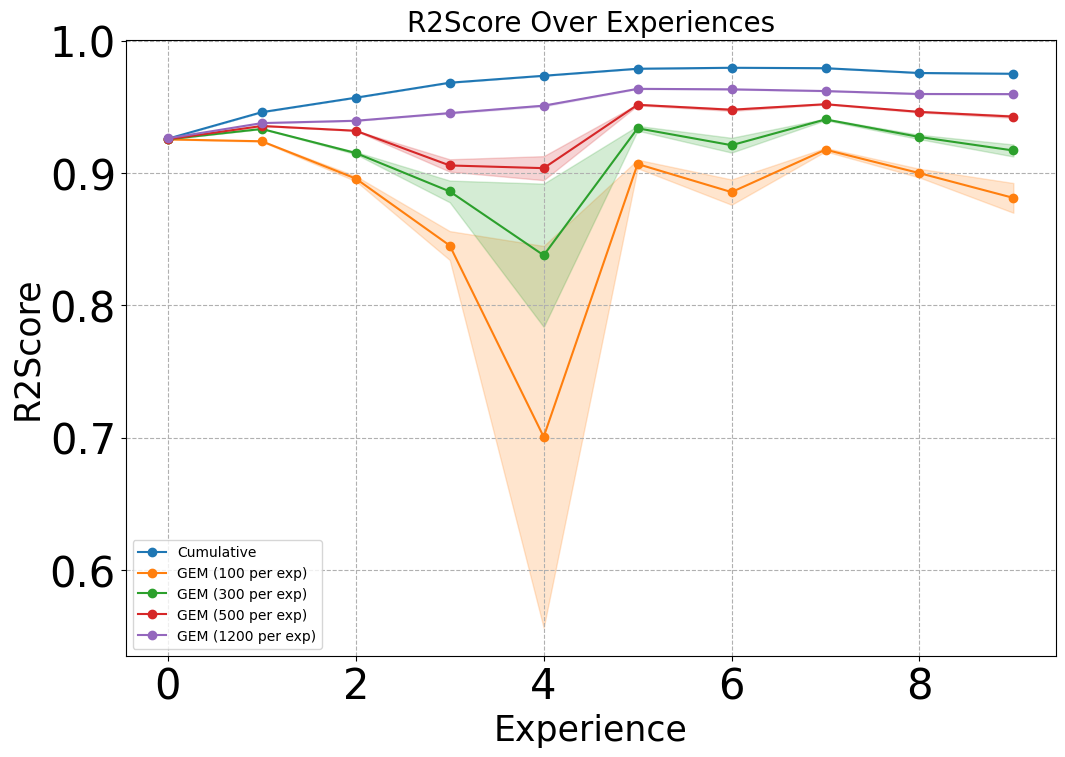 R2Score Over Experiences
1.0
0.9
0.8
0.7
0.6
R2Score
Cumulative
GEM (100 per exp)
GEM (300 per exp)
GEM (500 per exp)
GEM (1200 per exp)
0 2 4 6 8
Experience